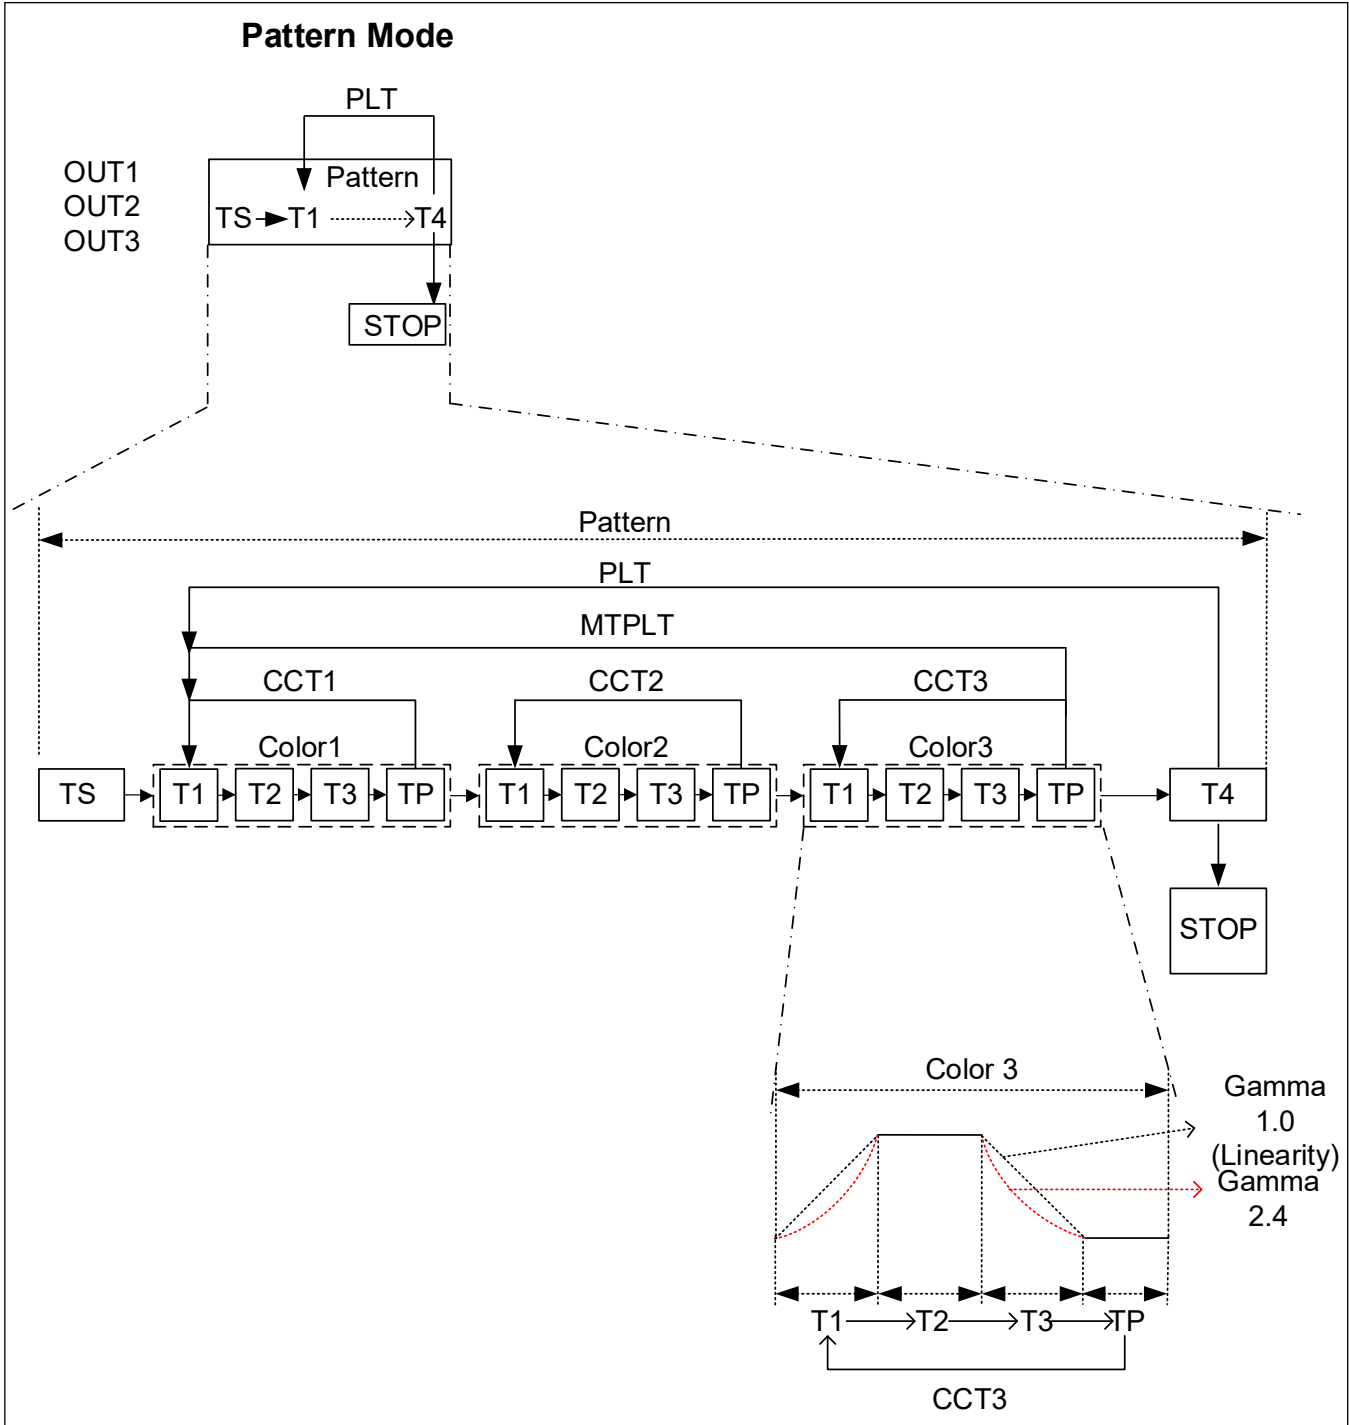 Pattern Mode
PLT
OUT1
OUT2
OUT3
Pattern
TS T1 T4
STOP
Pattern
PLT
MTPLT
CCT1 CCT2 CCT3
Color1 Color2 Color3
TS T1 T2 T3 TP T1 T2 T3 TP T1 T2 T3 TP T4
STOP
Color 3
Gamma
1.0
(Linearity)
Gamma
2.4
T1 T2 T3 TP
CCT3